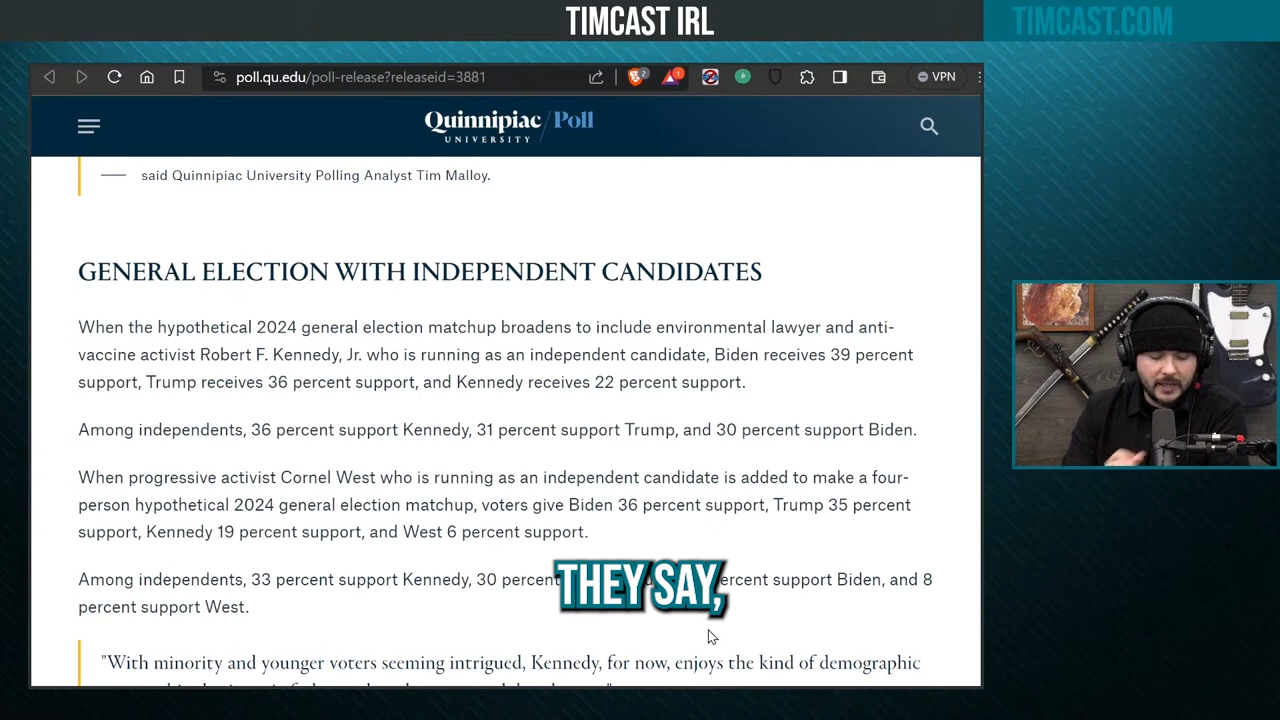 TIMCAST IRL
TIMCAST.COM
poll.qu.edu/poll-release?releaseid=3881
2
1
VPN
Quinnipiac / Poll
UNIVERSITY
said Quinnipiac University Polling Analyst Tim Malloy.
GENERAL ELECTION WITH INDEPENDENT CANDIDATES
When the hypothetical 2024 general election matchup broadens to include environmental lawyer and anti-
vaccine activist Robert F. Kennedy, Jr. who is running as an independent candidate, Biden receives 39 percent
support, Trump receives 36 percent support, and Kennedy receives 22 percent support.
Among independents, 36 percent support Kennedy, 31 percent support Trump, and 30 percent support Biden.
When progressive activist Cornel West who is running as an independent candidate is added to make a four-
person hypothetical 2024 general election matchup, voters give Biden 36 percent support, Trump 35 percent
support, Kennedy 19 percent support, and West 6 percent support.
Among independents, 33 percent support Kennedy, 30 percent support Biden, and 8
THEY SAY,
percent support West.
"With minority and younger voters seeming intrigued, Kennedy, for now, enjoys the kind of demographic